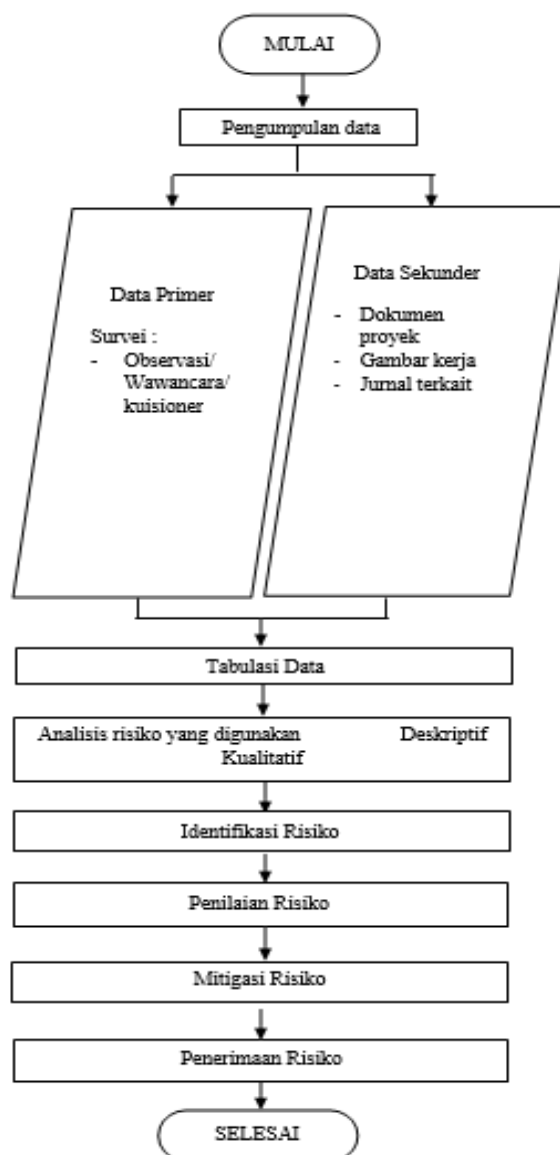 MULAI
Pengumpulan data
Data Primer
Survei :
- Observasi/
Wawancara/
kuisioner
Data Sekunder
- Dokumen
proyek
- Gambar kerja
- Jurnal terkait
Tabulasi Data
Analisis risiko yang digunakan Deskriptif
Kualitatif
Identifikasi Risiko
Penilaian Risiko
Mitigasi Risiko
Penerimaan Risiko
SELESAI